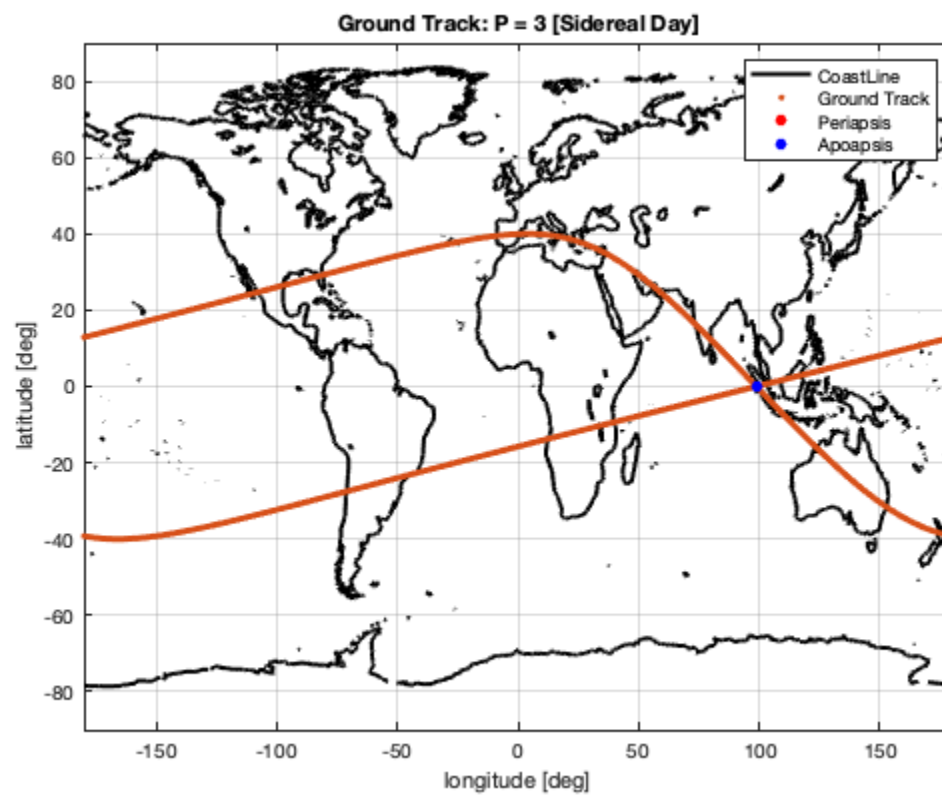 Ground Track: P = 3 [Sidereal Day]
CoastLine
Ground Track
Periapsis
Apoapsis
80
60
40
20
0
-20
-40
-60
-80
latitude [deg]
-150 -100 -50 0 50 100 150
longitude [deg]